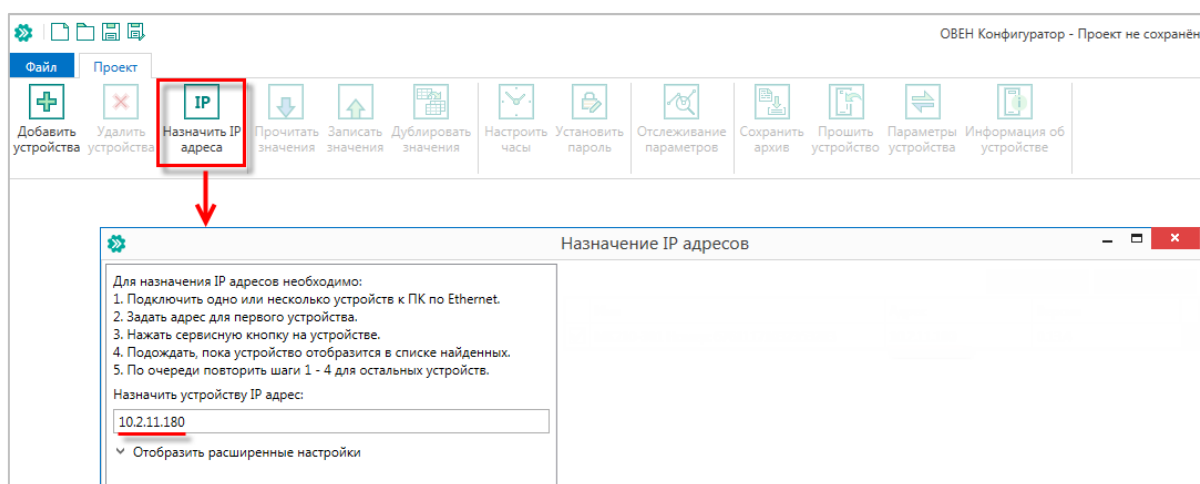 ОВЕН Конфигуратор - Проект не сохранён
Файл Проект
IP
Добавить устройства
Удалить устройства
Назначить IP адреса
Прочитать значения
Записать значения
Дублировать значения
Настроить часы
Установить пароль
Отслеживание параметров
Сохранить архив
Прошить устройство
Параметры устройства
Информация об устройстве
Назначение IP адресов
Для назначения IP адресов необходимо:
1. Подключить одно или несколько устройств к ПК по Ethernet.
2. Задать адрес для первого устройства.
3. Нажать сервисную кнопку на устройстве.
4. Подождать, пока устройство отобразится в списке найденных.
5. По очереди повторить шаги 1 - 4 для остальных устройств.
Назначить устройству IP адрес:
10.2.11.180
Отобразить расширенные настройки